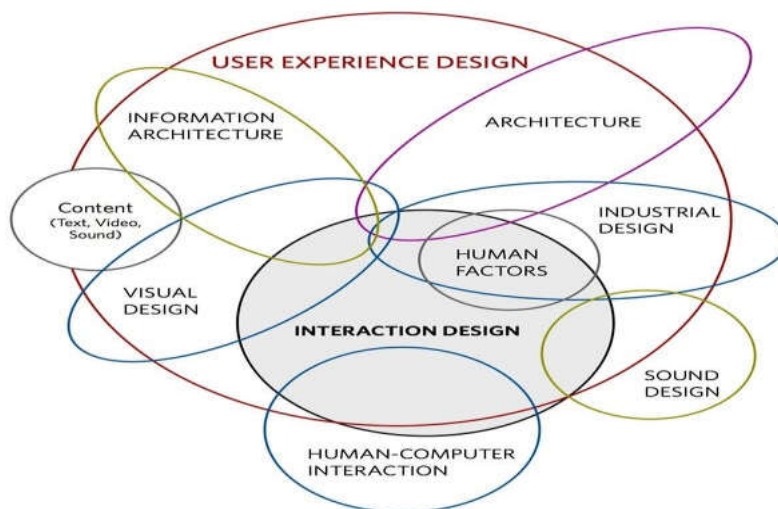 USER EXPERIENCE DESIGN
INFORMATION
ARCHITECTURE
ARCHITECTURE
Content
(Text, Video,
Sound)
INDUSTRIAL
DESIGN
HUMAN
FACTORS
VISUAL
DESIGN
INTERACTION DESIGN
SOUND
DESIGN
HUMAN-COMPUTER
INTERACTION